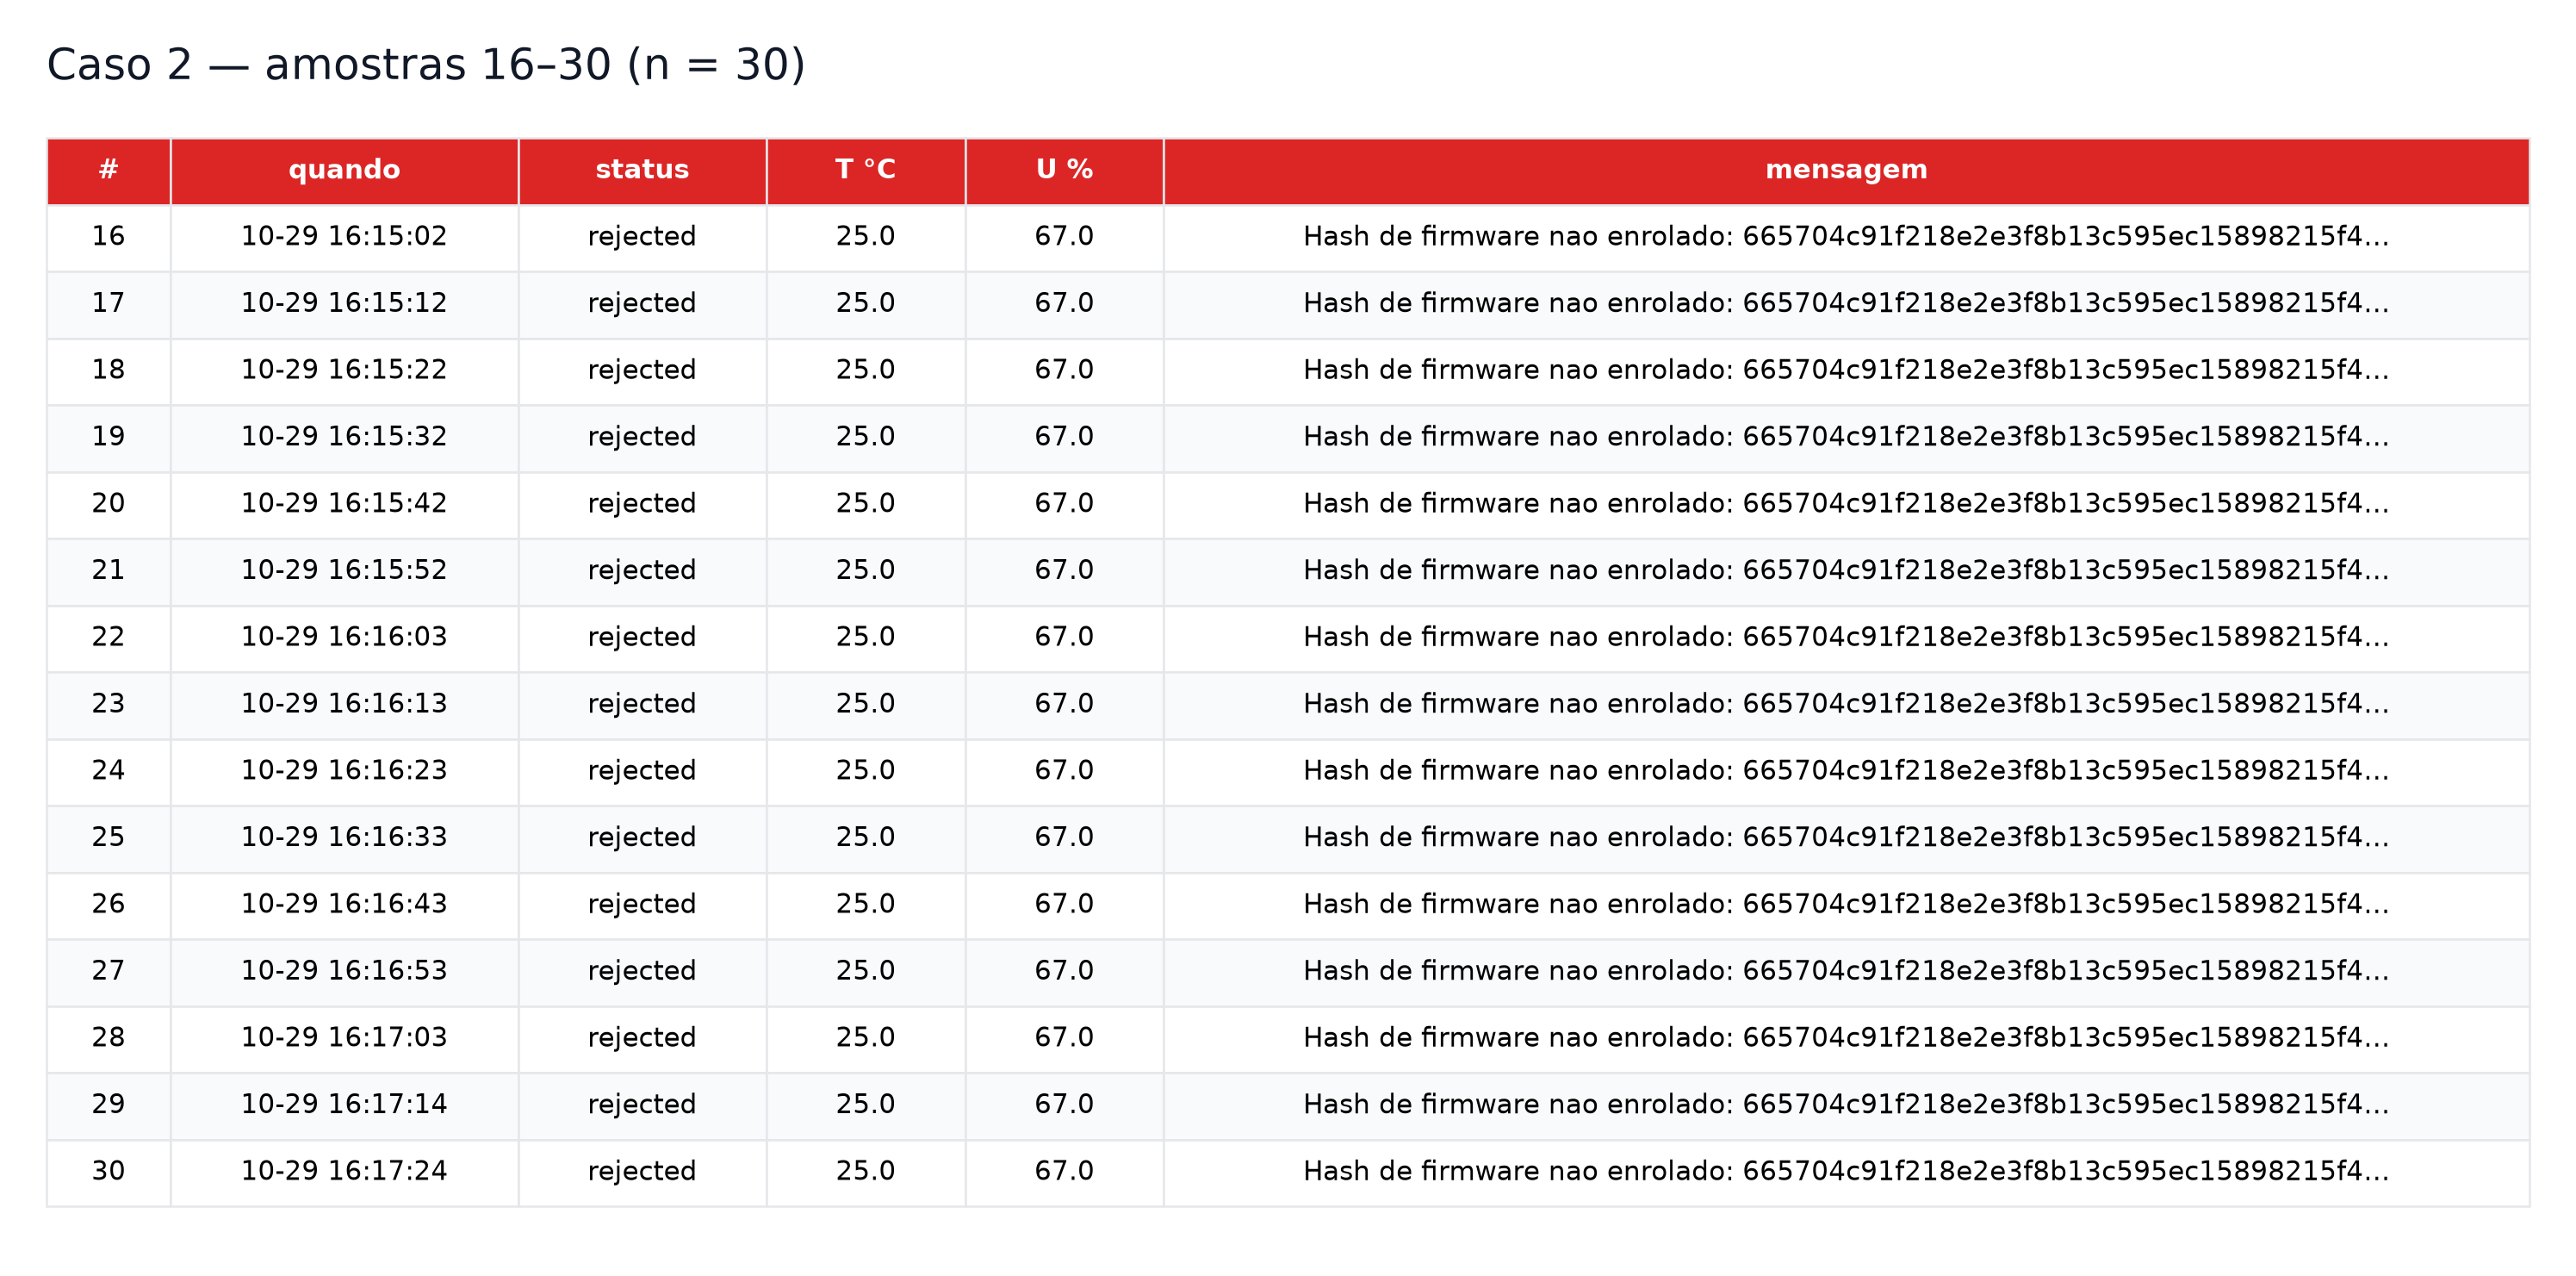 Caso 2 — amostras 16–30 (n = 30)
# quando status T °C U % mensagem
16 10-29 16:15:02 rejected 25.0 67.0 Hash de firmware nao enrolado: 665704c91f218e2e3f8b13c595ec15898215f4...
17 10-29 16:15:12 rejected 25.0 67.0 Hash de firmware nao enrolado: 665704c91f218e2e3f8b13c595ec15898215f4...
18 10-29 16:15:22 rejected 25.0 67.0 Hash de firmware nao enrolado: 665704c91f218e2e3f8b13c595ec15898215f4...
19 10-29 16:15:32 rejected 25.0 67.0 Hash de firmware nao enrolado: 665704c91f218e2e3f8b13c595ec15898215f4...
20 10-29 16:15:42 rejected 25.0 67.0 Hash de firmware nao enrolado: 665704c91f218e2e3f8b13c595ec15898215f4...
21 10-29 16:15:52 rejected 25.0 67.0 Hash de firmware nao enrolado: 665704c91f218e2e3f8b13c595ec15898215f4...
22 10-29 16:16:03 rejected 25.0 67.0 Hash de firmware nao enrolado: 665704c91f218e2e3f8b13c595ec15898215f4...
23 10-29 16:16:13 rejected 25.0 67.0 Hash de firmware nao enrolado: 665704c91f218e2e3f8b13c595ec15898215f4...
24 10-29 16:16:23 rejected 25.0 67.0 Hash de firmware nao enrolado: 665704c91f218e2e3f8b13c595ec15898215f4...
25 10-29 16:16:33 rejected 25.0 67.0 Hash de firmware nao enrolado: 665704c91f218e2e3f8b13c595ec15898215f4...
26 10-29 16:16:43 rejected 25.0 67.0 Hash de firmware nao enrolado: 665704c91f218e2e3f8b13c595ec15898215f4...
27 10-29 16:16:53 rejected 25.0 67.0 Hash de firmware nao enrolado: 665704c91f218e2e3f8b13c595ec15898215f4...
28 10-29 16:17:03 rejected 25.0 67.0 Hash de firmware nao enrolado: 665704c91f218e2e3f8b13c595ec15898215f4...
29 10-29 16:17:14 rejected 25.0 67.0 Hash de firmware nao enrolado: 665704c91f218e2e3f8b13c595ec15898215f4...
30 10-29 16:17:24 rejected 25.0 67.0 Hash de firmware nao enrolado: 665704c91f218e2e3f8b13c595ec15898215f4...